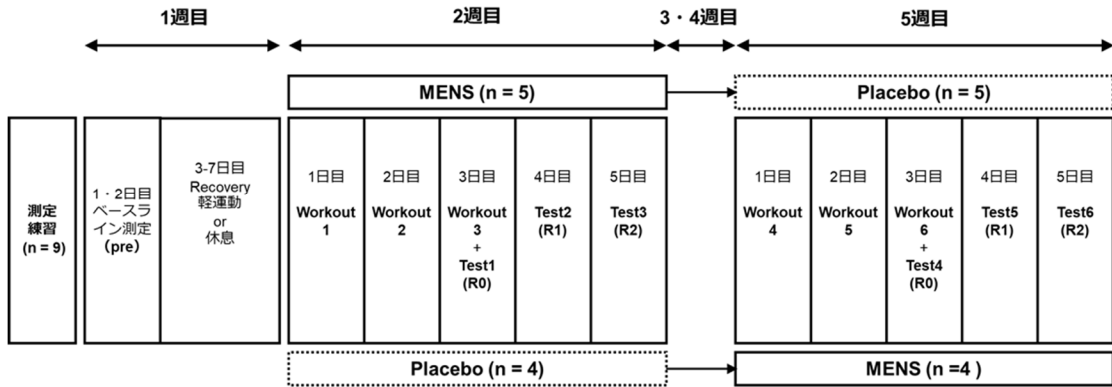 1週目
2週目
3・4週目
5週目
MENS (n = 5)
Placebo (n = 5)
測定
練習
(n = 9)
1・2日目
ベースラ
イン測定
(pre)
3-7日目
Recovery
軽運動
or
休息
1日目
Workout
1
2日目
Workout
2
3日目
Workout
3
+
Test1
(R0)
4日目
Test2
(R1)
5日目
Test3
(R2)
1日目
Workout
4
2日目
Workout
5
3日目
Workout
6
+
Test4
(R0)
4日目
Test5
(R1)
5日目
Test6
(R2)
Placebo (n = 4)
MENS (n =4 )